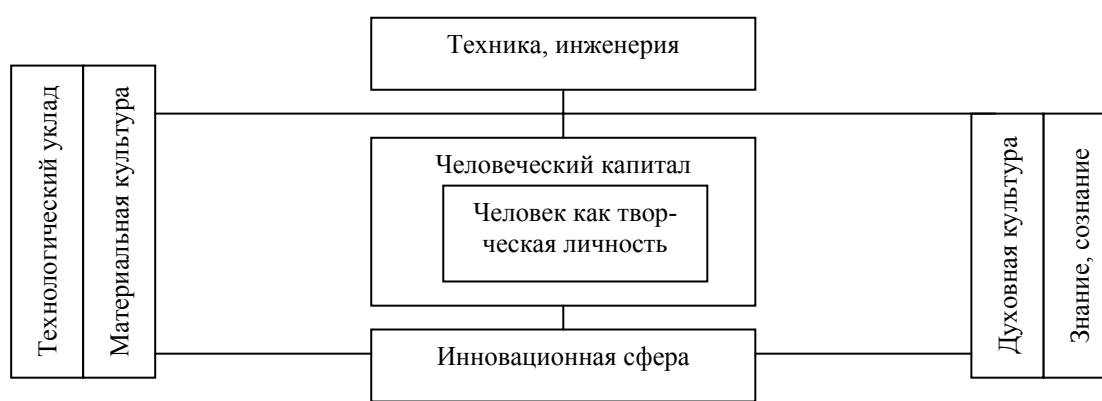 Техника, инженерия
Технологический уклад
Материальная культура
Человеческий капитал
Человек как твор-
ческая личность
Инновационная сфера
Духовная культура
Знание, сознание